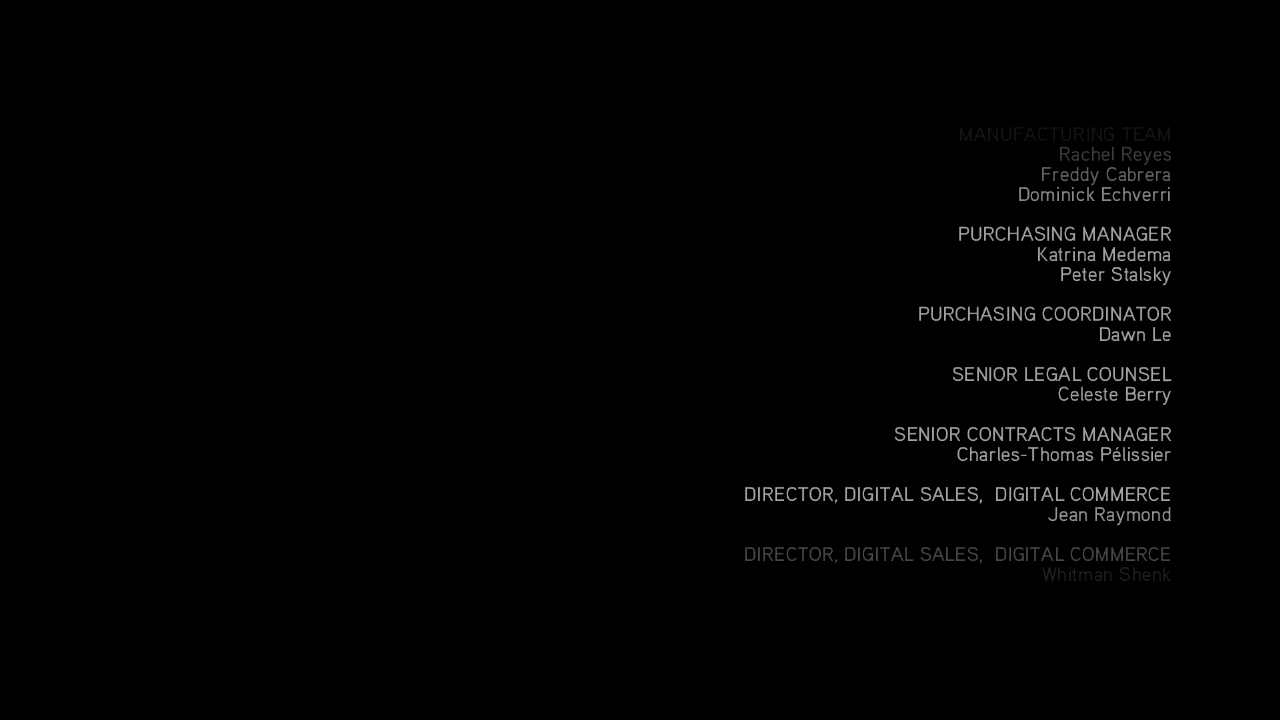 MANUFACTURING TEAM
Rachel Reyes
Freddy Cabrera
Dominick Echverri
PURCHASING MANAGER
Katrina Medema
Peter Stalsky
PURCHASING COORDINATOR
Dawn Le
SENIOR LEGAL COUNSEL
Celeste Berry
SENIOR CONTRACTS MANAGER
Charles-Thomas Pélissier
DIRECTOR, DIGITAL SALES,  DIGITAL COMMERCE
Jean Raymond
DIRECTOR, DIGITAL SALES,  DIGITAL COMMERCE
Whitman Shenk